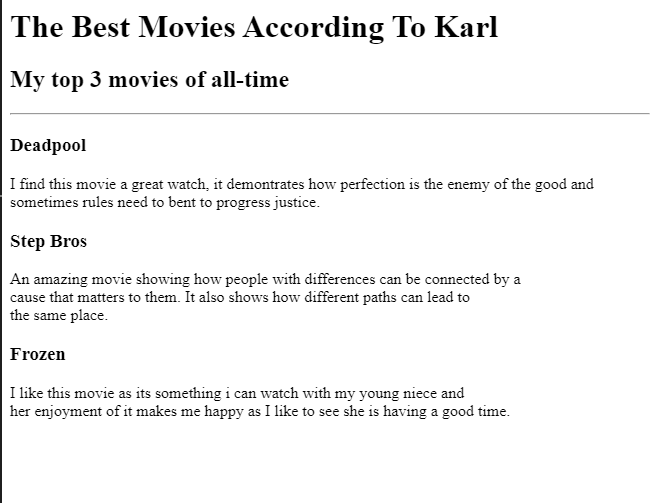 The Best Movies According To Karl
My top 3 movies of all-time
Deadpool
I find this movie a great watch, it demontrates how perfection is the enemy of the good and
sometimes rules need to bent to progress justice.
Step Bros
An amazing movie showing how people with differences can be connected by a
cause that matters to them. It also shows how different paths can lead to
the same place.
Frozen
I like this movie as its something i can watch with my young niece and
her enjoyment of it makes me happy as I like to see she is having a good time.